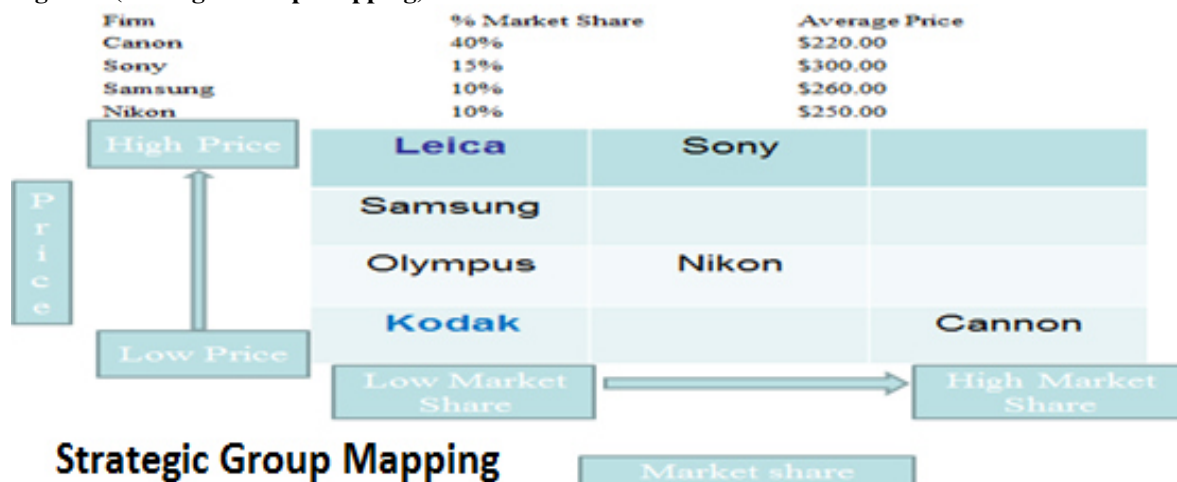 Firm % Market Share Average Price
Canon 40% $220.00
Sony 15% $300.00
Samsung 10% $260.00
Nikon 10% $250.00
High Price
Leica Sony
Price
Samsung
Olympus Nikon
Kodak Cannon
Low Price
Low Market Share
High Market Share
Strategic Group Mapping
Market share